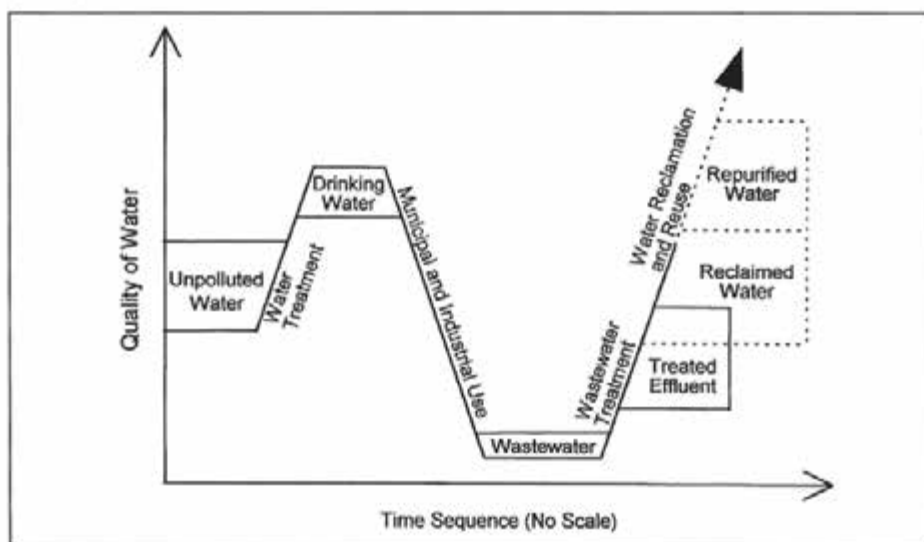 Quality of Water
Unpolluted
Water
Water
Treatment
Drinking
Water
Municipal and Industrial Use
Wastewater
Wastewater
Treatment
Water Reclamation
and Reuse
Repurified
Water
Reclaimed
Water
Treated
Effluent
Time Sequence (No Scale)